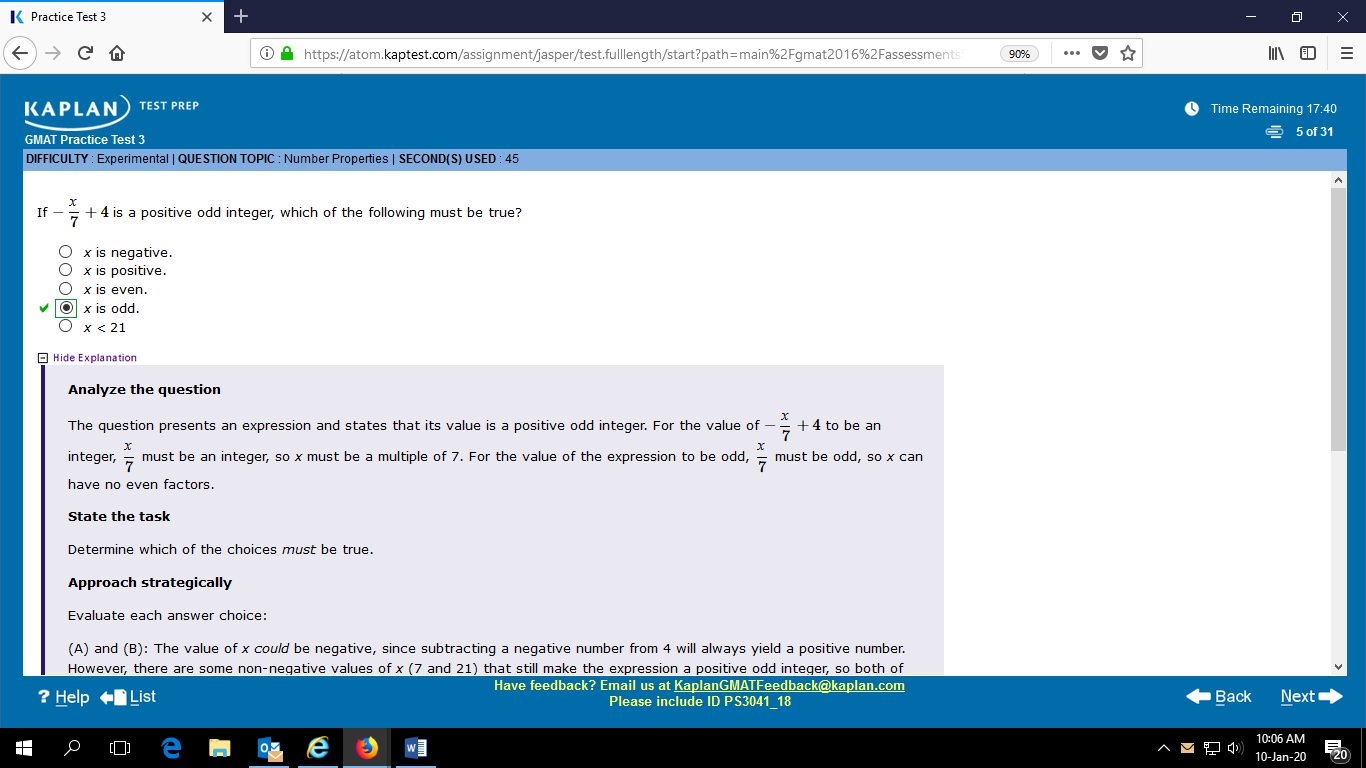 Practice Test 3
https://atom.kaptest.com/assignment/jasper/test.fulllength/start?path=main%2Fgmat2016%2Fassessments
90%
KAPLAN TEST PREP
Time Remaining 17:40
GMAT Practice Test 3
5 of 31
DIFFICULTY : Experimental | QUESTION TOPIC : Number Properties | SECOND(S) USED : 45
If −x/7 + 4 is a positive odd integer, which of the following must be true?
x is negative.
x is positive.
x is even.
x is odd.
x < 21
Hide Explanation
Analyze the question
The question presents an expression and states that its value is a positive odd integer. For the value of −x/7 + 4 to be an
integer, x/7 must be an integer, so x must be a multiple of 7. For the value of the expression to be odd, x/7 must be odd, so x can
have no even factors.
State the task
Determine which of the choices must be true.
Approach strategically
Evaluate each answer choice:
(A) and (B): The value of x could be negative, since subtracting a negative number from 4 will always yield a positive number.
However, there are some non-negative values of x (7 and 21) that still make the expression a positive odd integer, so both of
? Help
List
Have feedback? Email us at KaplanGMATFeedback@kaplan.com
Please include ID PS3041_18
Back
Next
10:06 AM
10-Jan-20
20